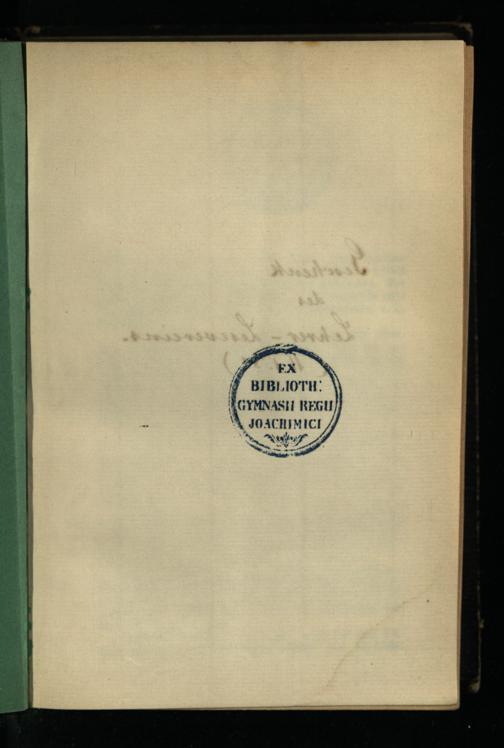 Geschenk
des
Lehrer-Lesevereins.
EX
BIBLIOTH:
GYMNASII REGII
JOACHIMICI